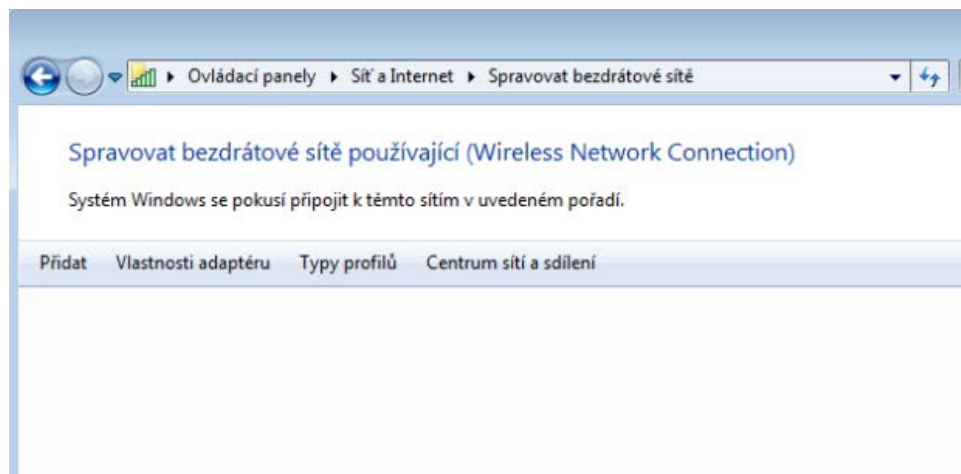 Ovládací panely ▸ Síť a Internet ▸ Spravovat bezdrátové sítě
Spravovat bezdrátové sítě používající (Wireless Network Connection)
Systém Windows se pokusí připojit k těmto sítím v uvedeném pořadí.
Přidat Vlastnosti adaptéru Typy profilů Centrum sítí a sdílení